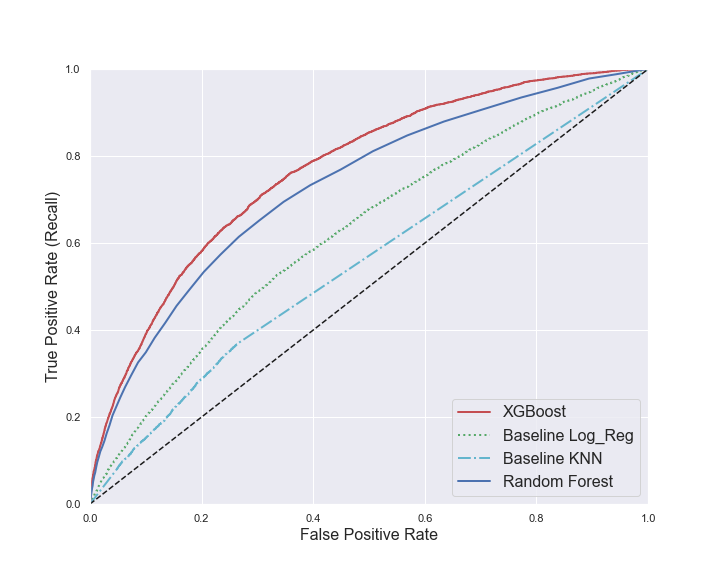 1.0
0.8
0.6
0.4
0.2
0.0
True Positive Rate (Recall)
XGBoost
Baseline Log_Reg
Baseline KNN
Random Forest
0.0 0.2 0.4 0.6 0.8 1.0
False Positive Rate